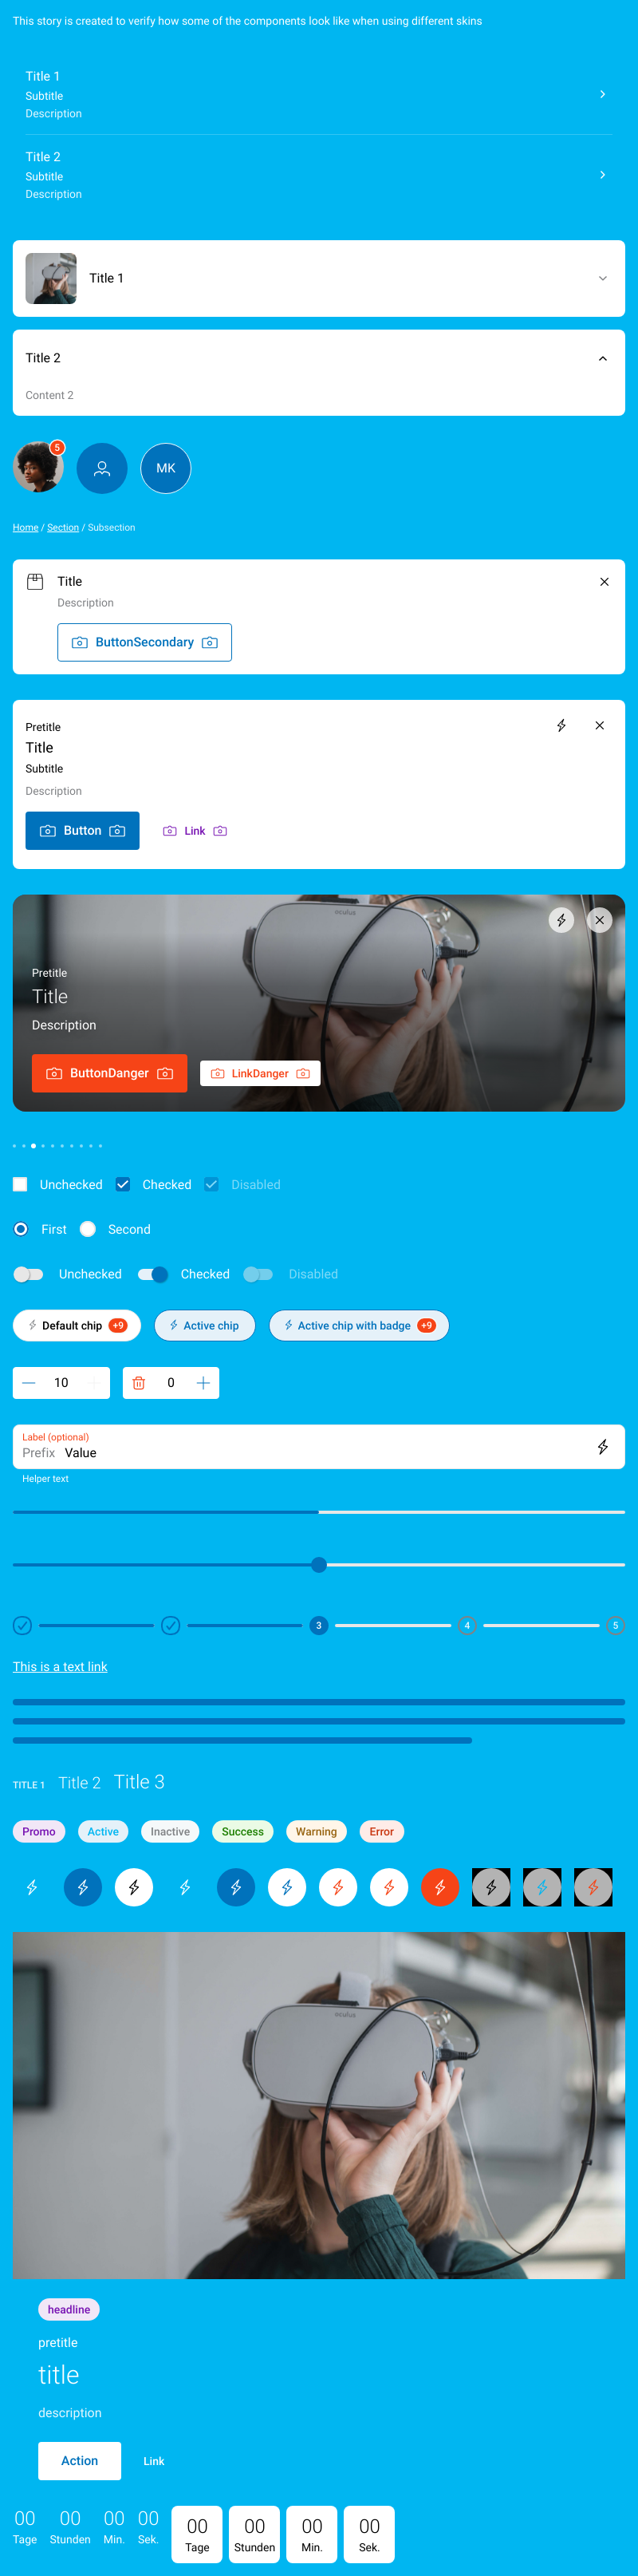 This story is created to verify how some of the components look like when using different skins
Title 1
Subtitle
Description
Title 2
Subtitle
Description
Title 1
Title 2
Content 2
5
MK
Home / Section / Subsection
Title
Description
ButtonSecondary
Pretitle
Title
Subtitle
Description
Button Link
oculus
Pretitle
Title
Description
ButtonDanger LinkDanger
Unchecked Checked Disabled
First Second
Unchecked Checked Disabled
Default chip +9 Active chip Active chip with badge +9
10 0
Label (optional)
Prefix Value
Helper text
3 4 5
This is a text link
TITLE 1 Title 2 Title 3
Promo Active Inactive Success Warning Error
oculus
headline
pretitle
title
description
Action Link
00 00 00 00 00 00 00 00
Tage Stunden Min. Sek. Tage Stunden Min. Sek.